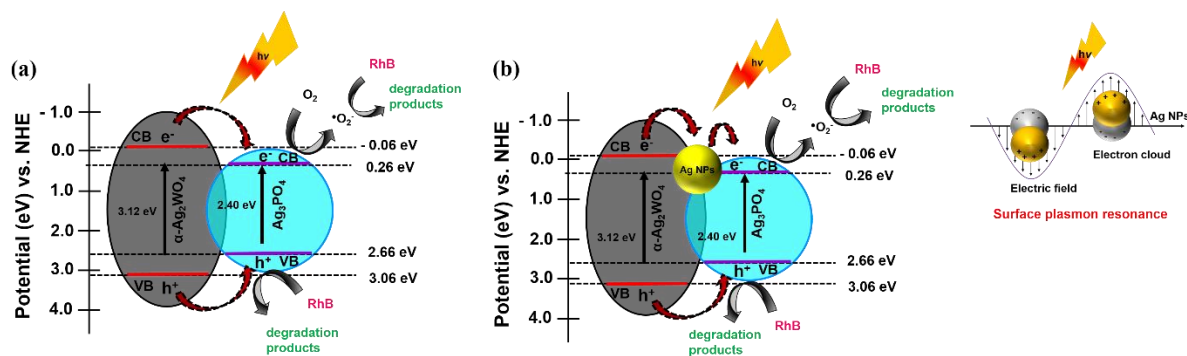 (a)
hν
RhB
degradation
products
O₂
•O₂⁻
Potential (eV) vs. NHE
-1.0
0.0
1.0
2.0
3.0
4.0
CB
e⁻
3.12 eV
α-Ag₂WO₄
VB
h⁺
e⁻ CB
2.40 eV
Ag₃PO₄
h⁺ VB
- 0.06 eV
0.26 eV
2.66 eV
3.06 eV
RhB
degradation
products
(b)
hν
RhB
degradation
products
O₂
•O₂⁻
Potential (eV) vs. NHE
-1.0
0.0
1.0
2.0
3.0
4.0
CB
e⁻
Ag NPs
3.12 eV
α-Ag₂WO₄
VB
h⁺
e⁻
CB
2.40 eV
Ag₃PO₄
h⁺ VB
- 0.06 eV
0.26 eV
2.66 eV
3.06 eV
RhB
degradation
products
hν
Ag NPs
Electron cloud
Electric field
Surface plasmon resonance